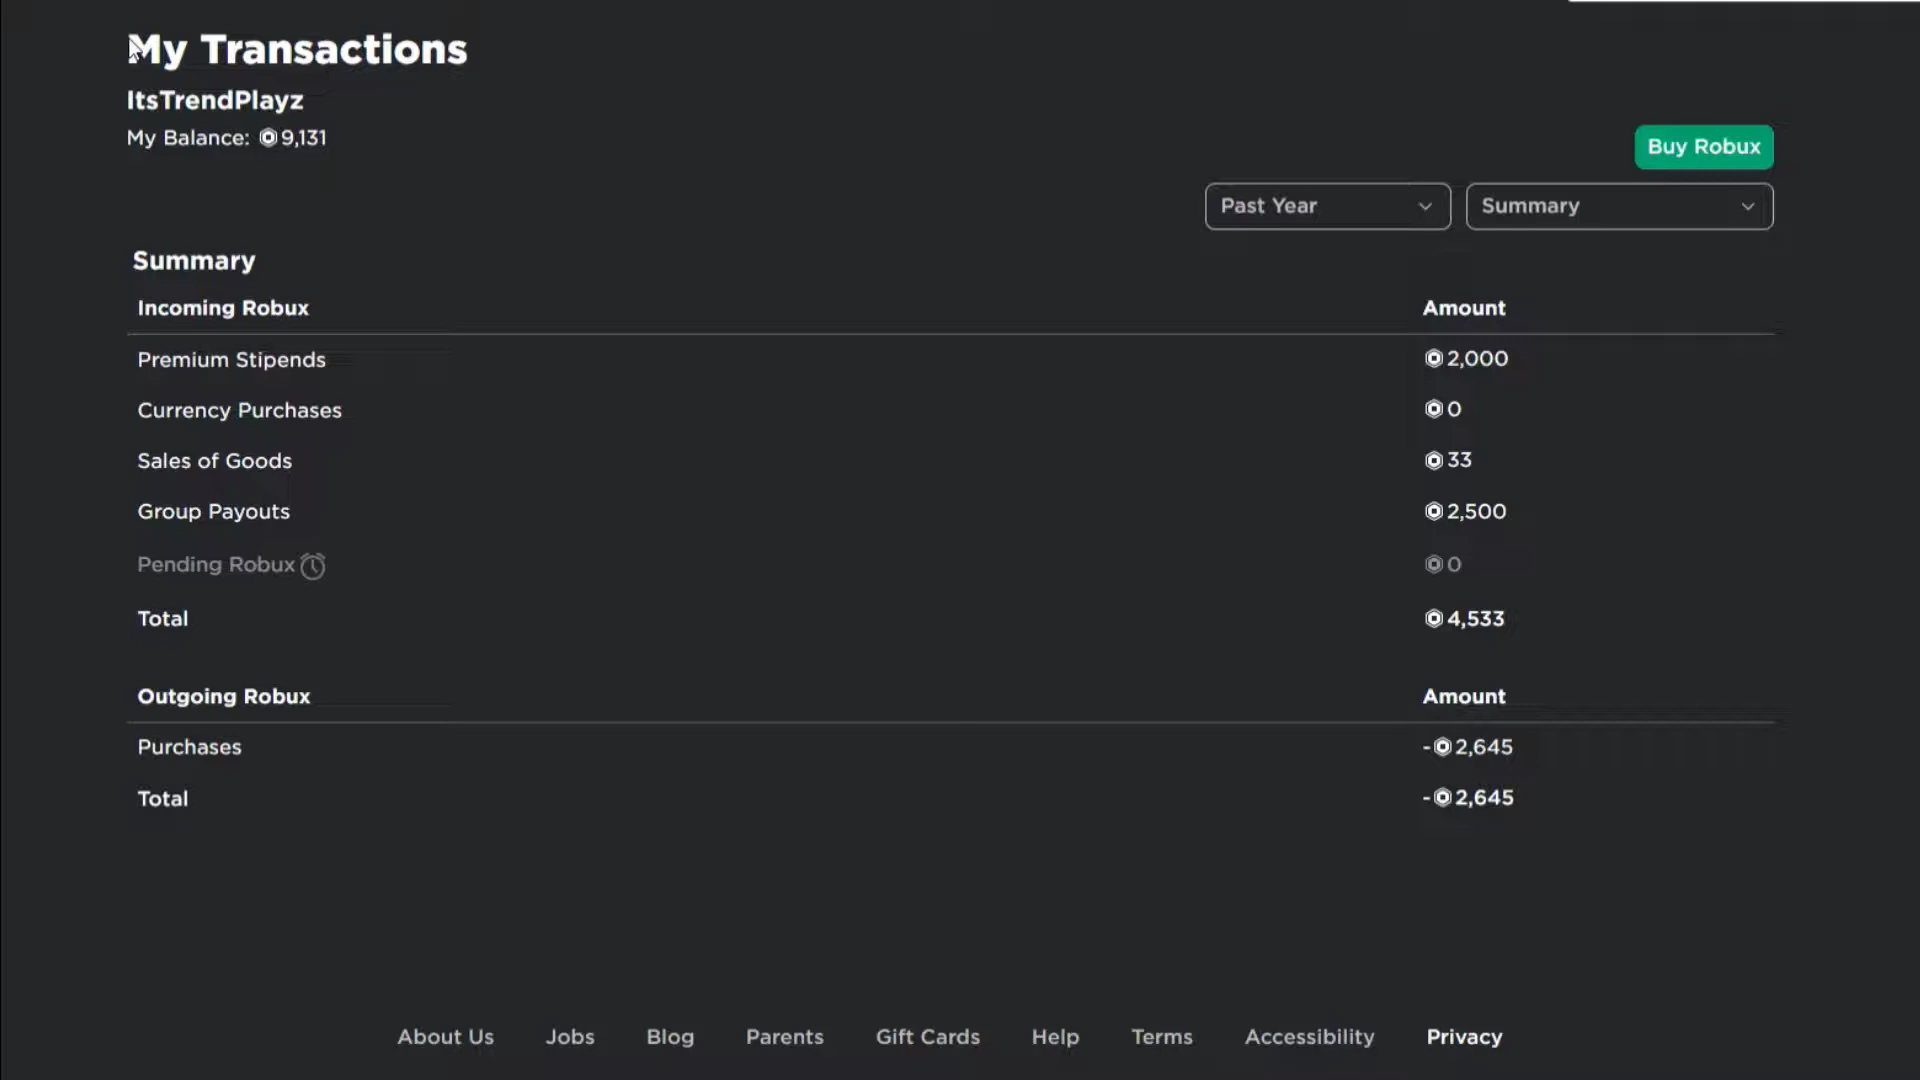 My Transactions
ItsTrendPlayz
My Balance: 9,131
Buy Robux
Past Year Summary
Summary
Incoming Robux Amount
Premium Stipends 2,000
Currency Purchases 0
Sales of Goods 33
Group Payouts 2,500
Pending Robux 0
Total 4,533
Outgoing Robux Amount
Purchases -2,645
Total -2,645
About Us Jobs Blog Parents Gift Cards Help Terms Accessibility Privacy